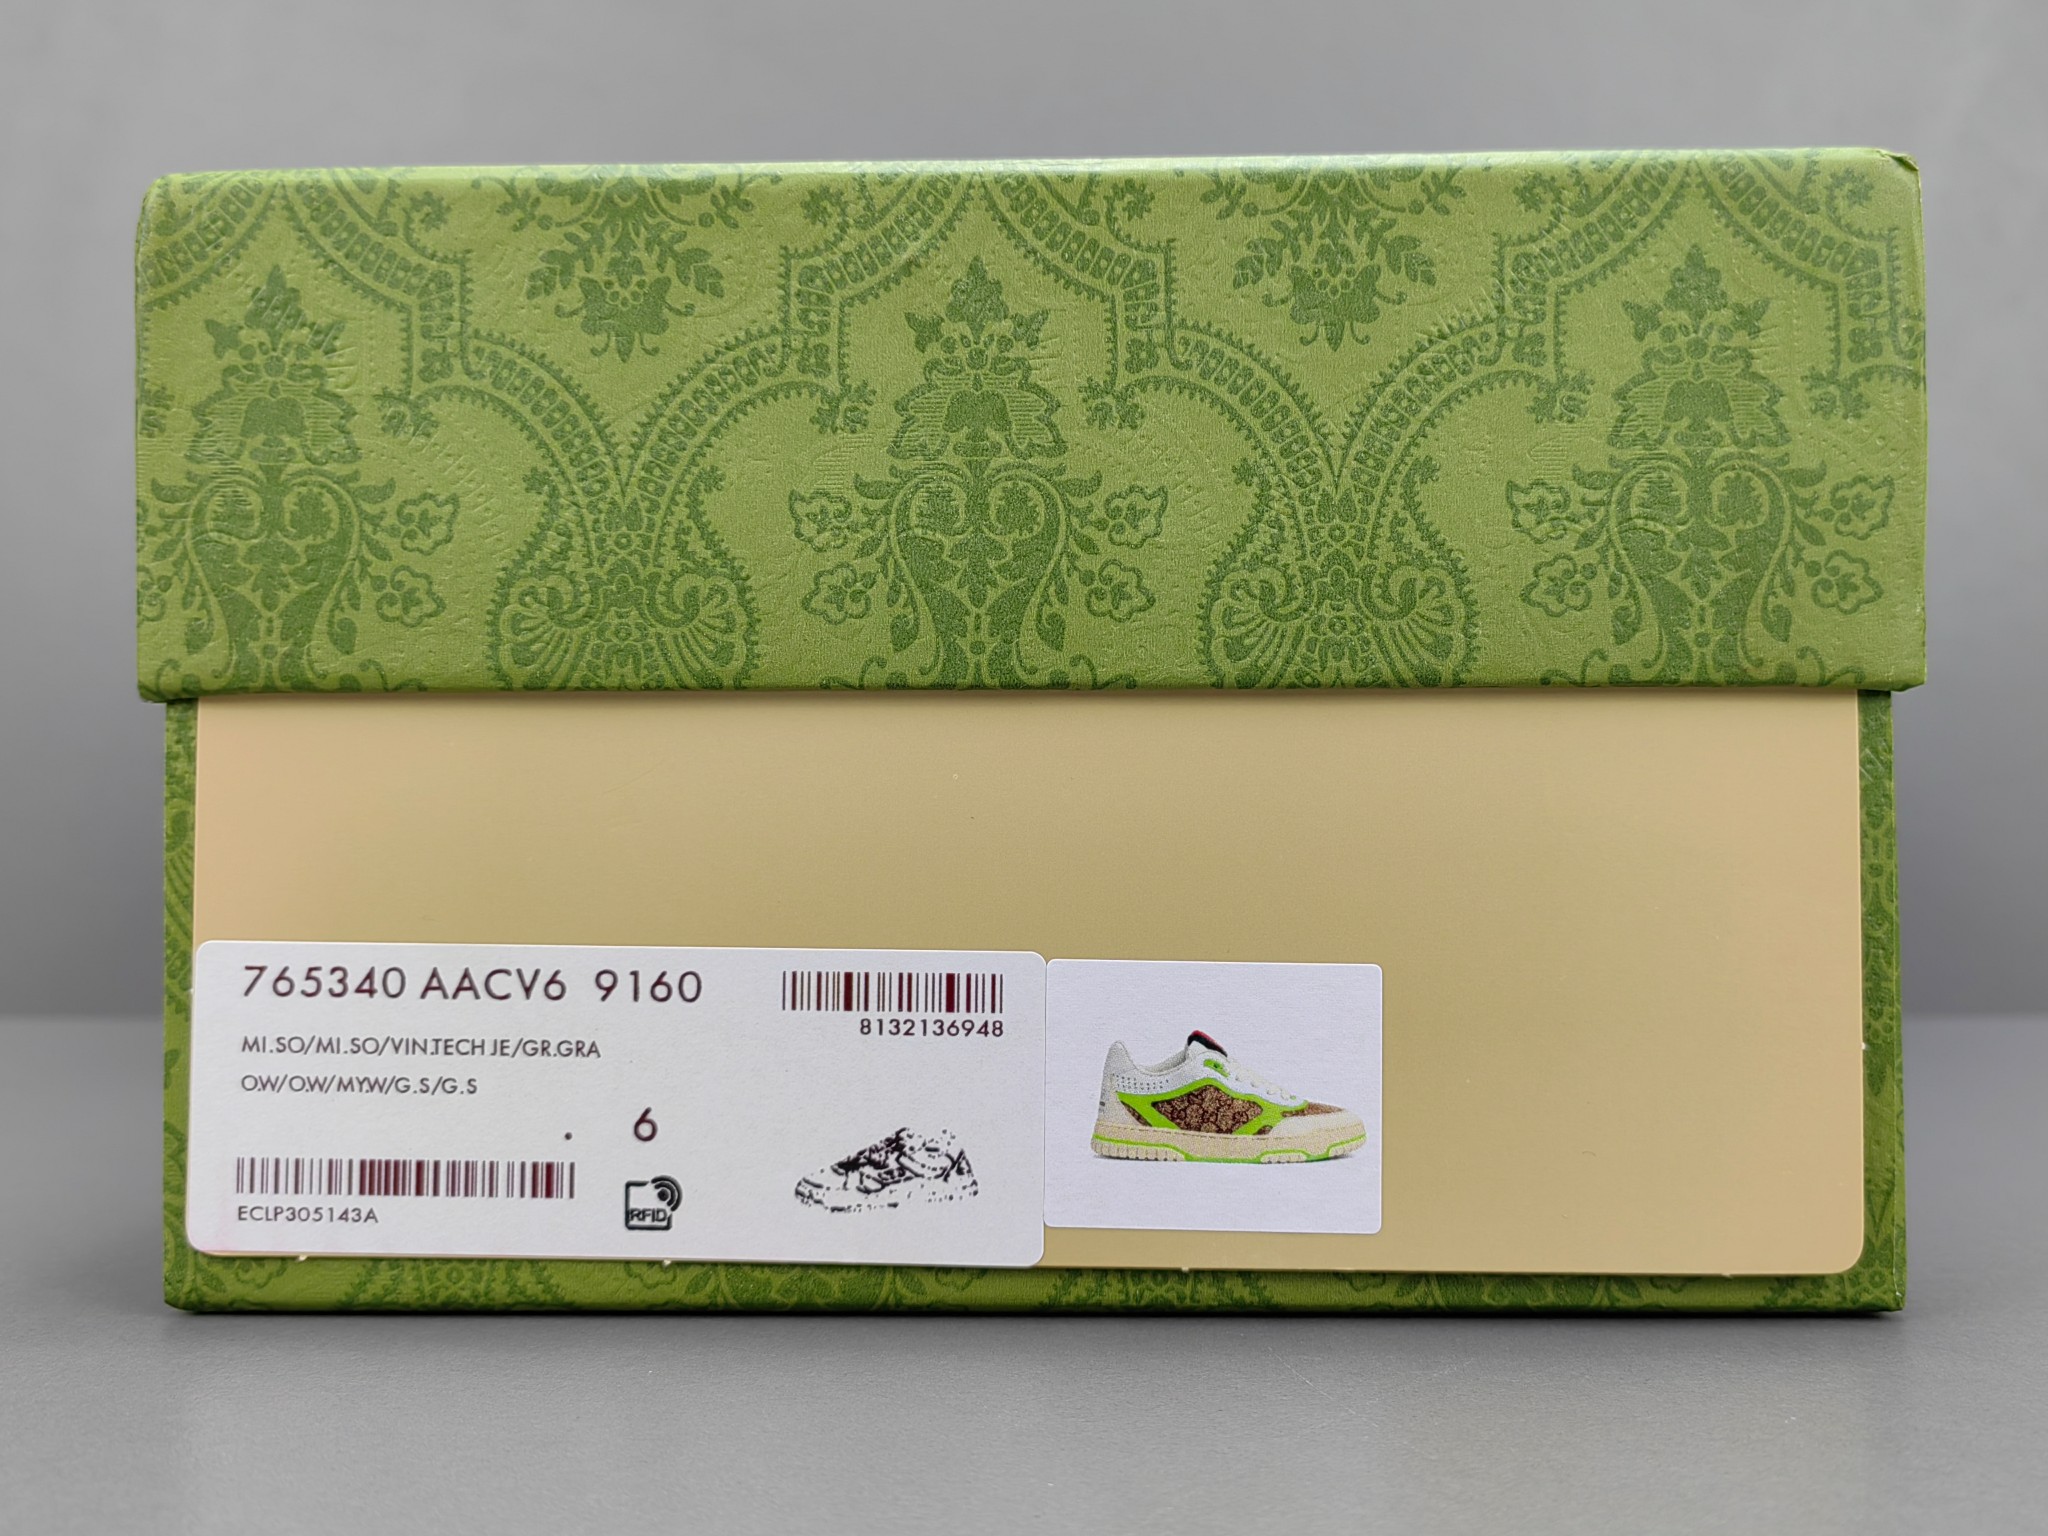 765340 AACV6 9160
8132136948
MI.SO/MI.SO/VIN.TECH JE/GR.GRA
O.W/O.W/MY.W/G.S/G.S
6
ECLP305143A
RFID